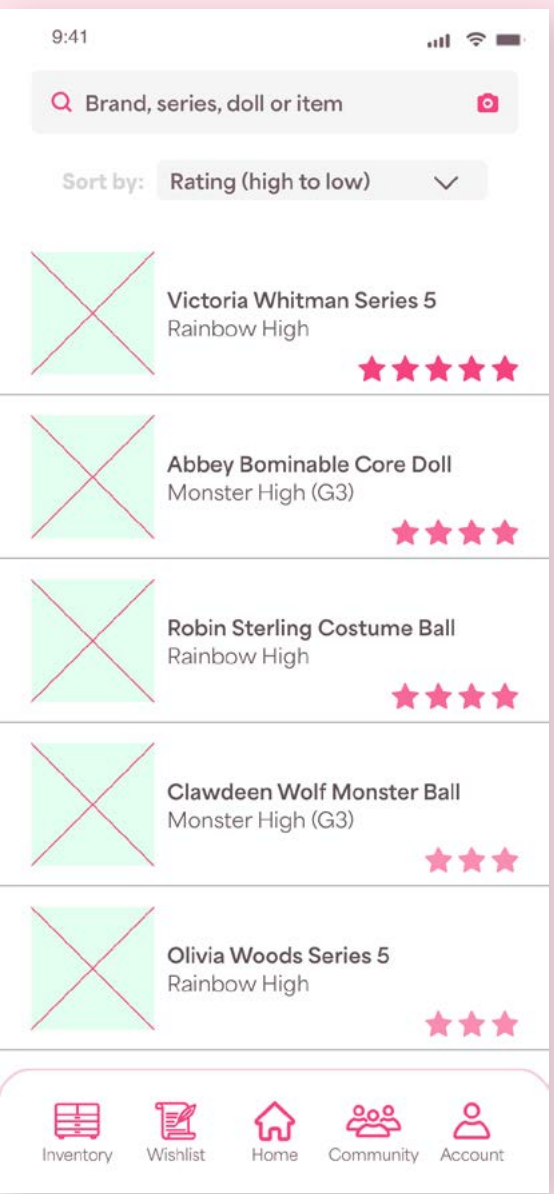 9:41
Brand, series, doll or item
Sort by: Rating (high to low)
Victoria Whitman Series 5
Rainbow High
Abbey Bominable Core Doll
Monster High (G3)
Robin Sterling Costume Ball
Rainbow High
Clawdeen Wolf Monster Ball
Monster High (G3)
Olivia Woods Series 5
Rainbow High
Inventory Wishlist Home Community Account